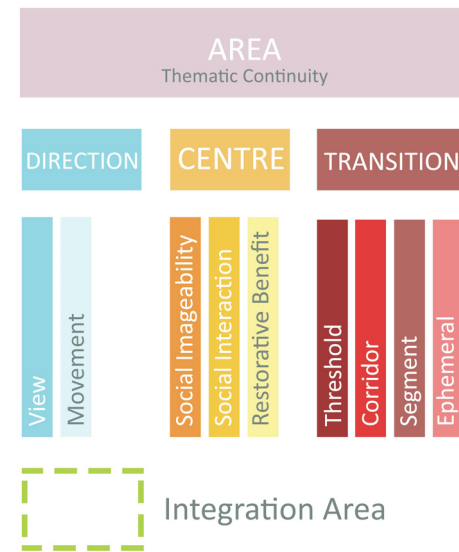 AREA
Thematic Continuity
DIRECTION
CENTRE
TRANSITION
View
Movement
Social Imageability
Social Interaction
Restorative Benefit
Threshold
Corridor
Segment
Ephemeral
Integration Area